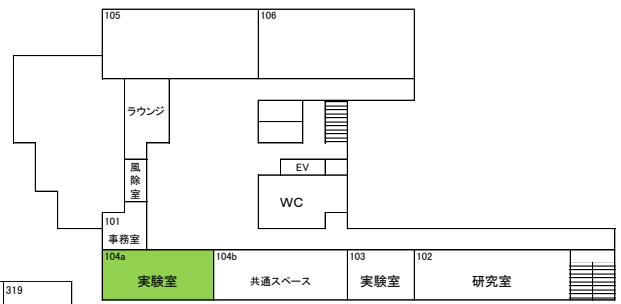 105
106
ラウンジ
風
除
室
EV
WC
101
事務室
104a
実験室
104b
共通スペース
103
実験室
102
研究室
319